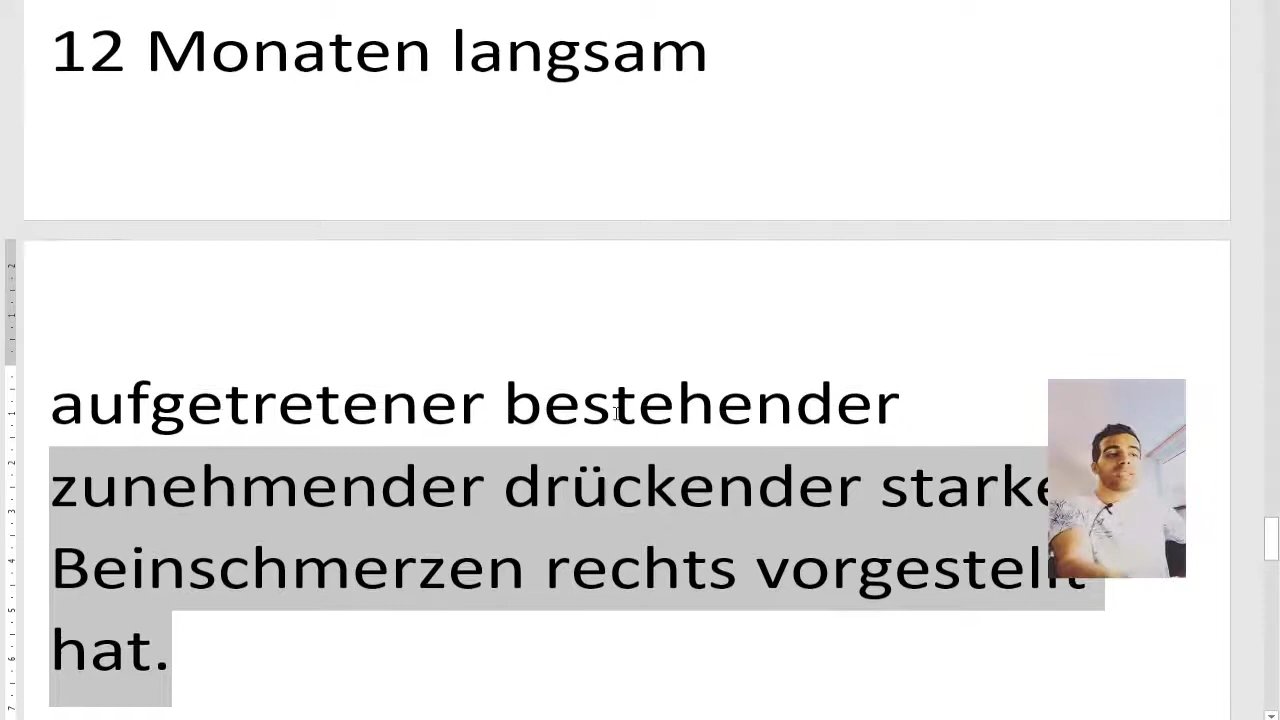 12 Monaten langsam
aufgetretener bestehender
zunehmender drückender starke
Beinschmerzen rechts vorgestellt
hat.